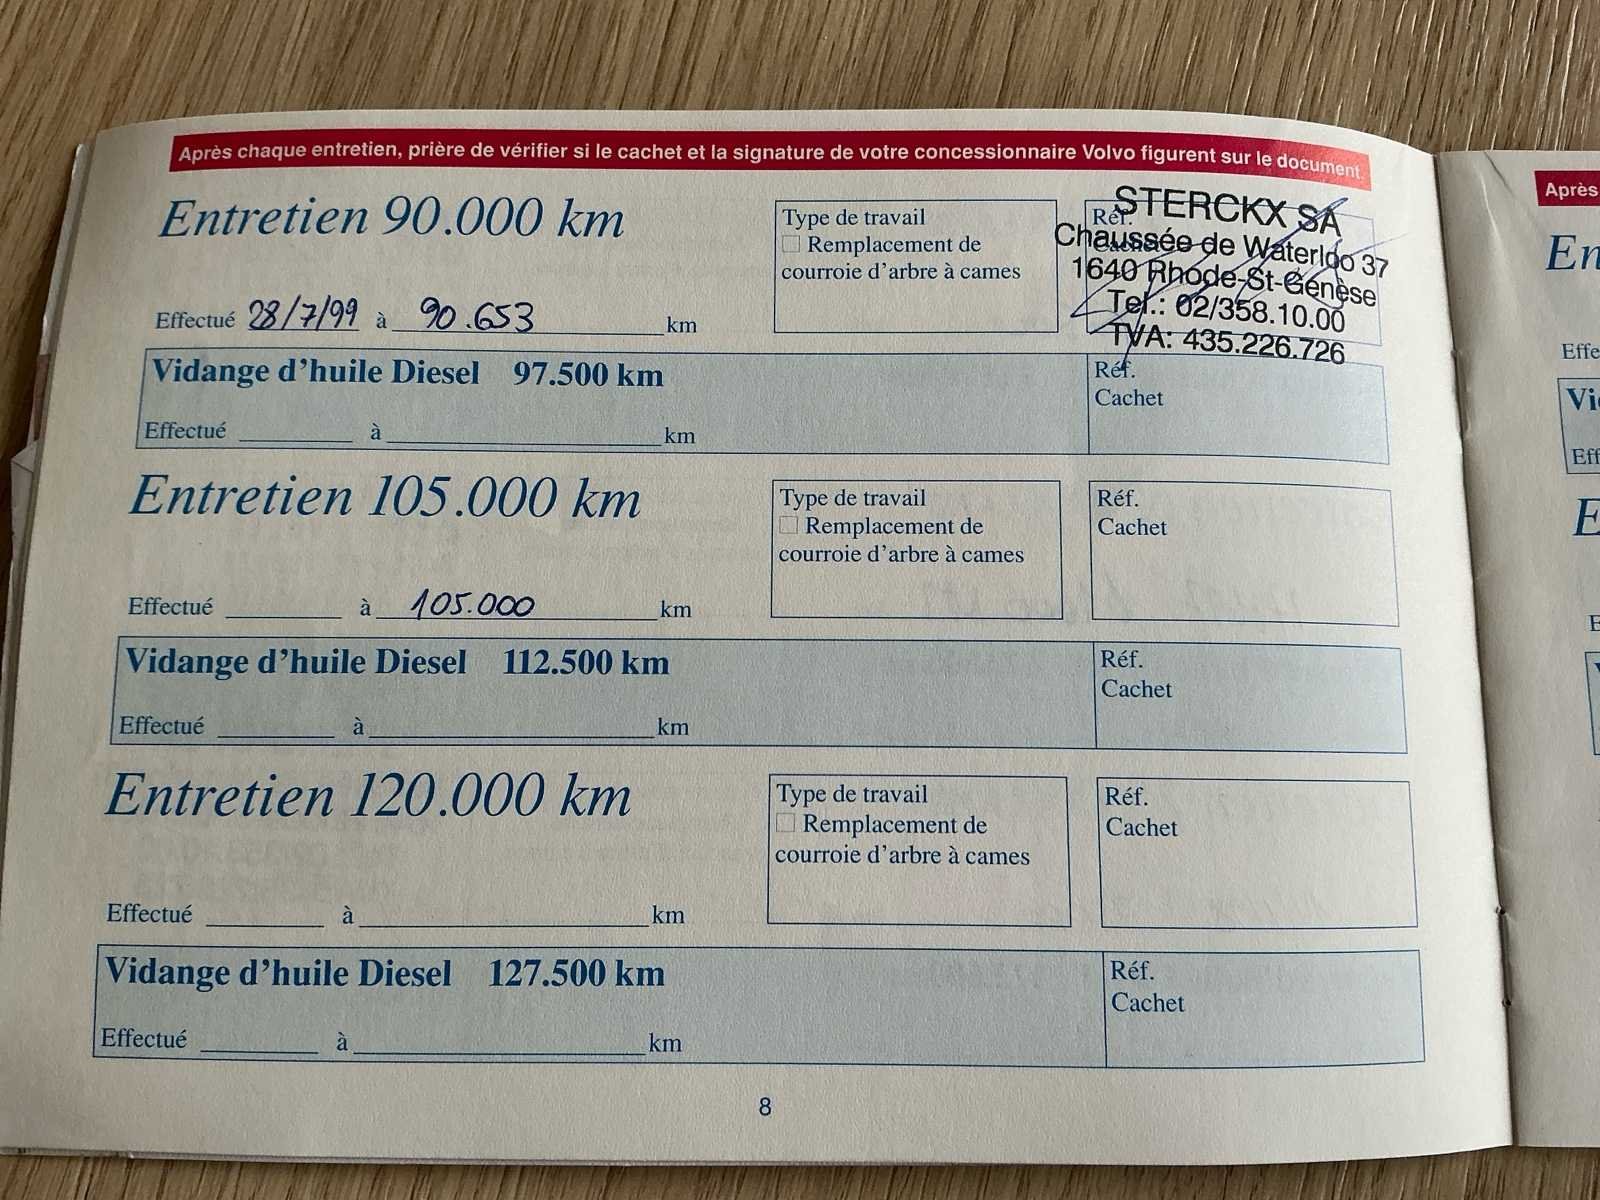 Après chaque entretien, prière de vérifier si le cachet et la signature de votre concessionnaire Volvo figurent sur le document.
Entretien 90.000 km
Type de travail
Remplacement de
courroie d'arbre à cames
Réf.
Cachet
STERCKX SA
Chaussée de Waterloo 37
1640 Rhode-St-Genèse
Tel.: 02/358.10.00
TVA: 435.226.726
Effectué 28/7/99 à 90.653 km
Vidange d'huile Diesel 97.500 km
Réf.
Cachet
Effectué à km
Entretien 105.000 km
Type de travail
Remplacement de
courroie d'arbre à cames
Réf.
Cachet
Effectué à 105.000 km
Vidange d'huile Diesel 112.500 km
Réf.
Cachet
Effectué à km
Entretien 120.000 km
Type de travail
Remplacement de
courroie d'arbre à cames
Réf.
Cachet
Effectué à km
Vidange d'huile Diesel 127.500 km
Réf.
Cachet
Effectué à km
8
Après